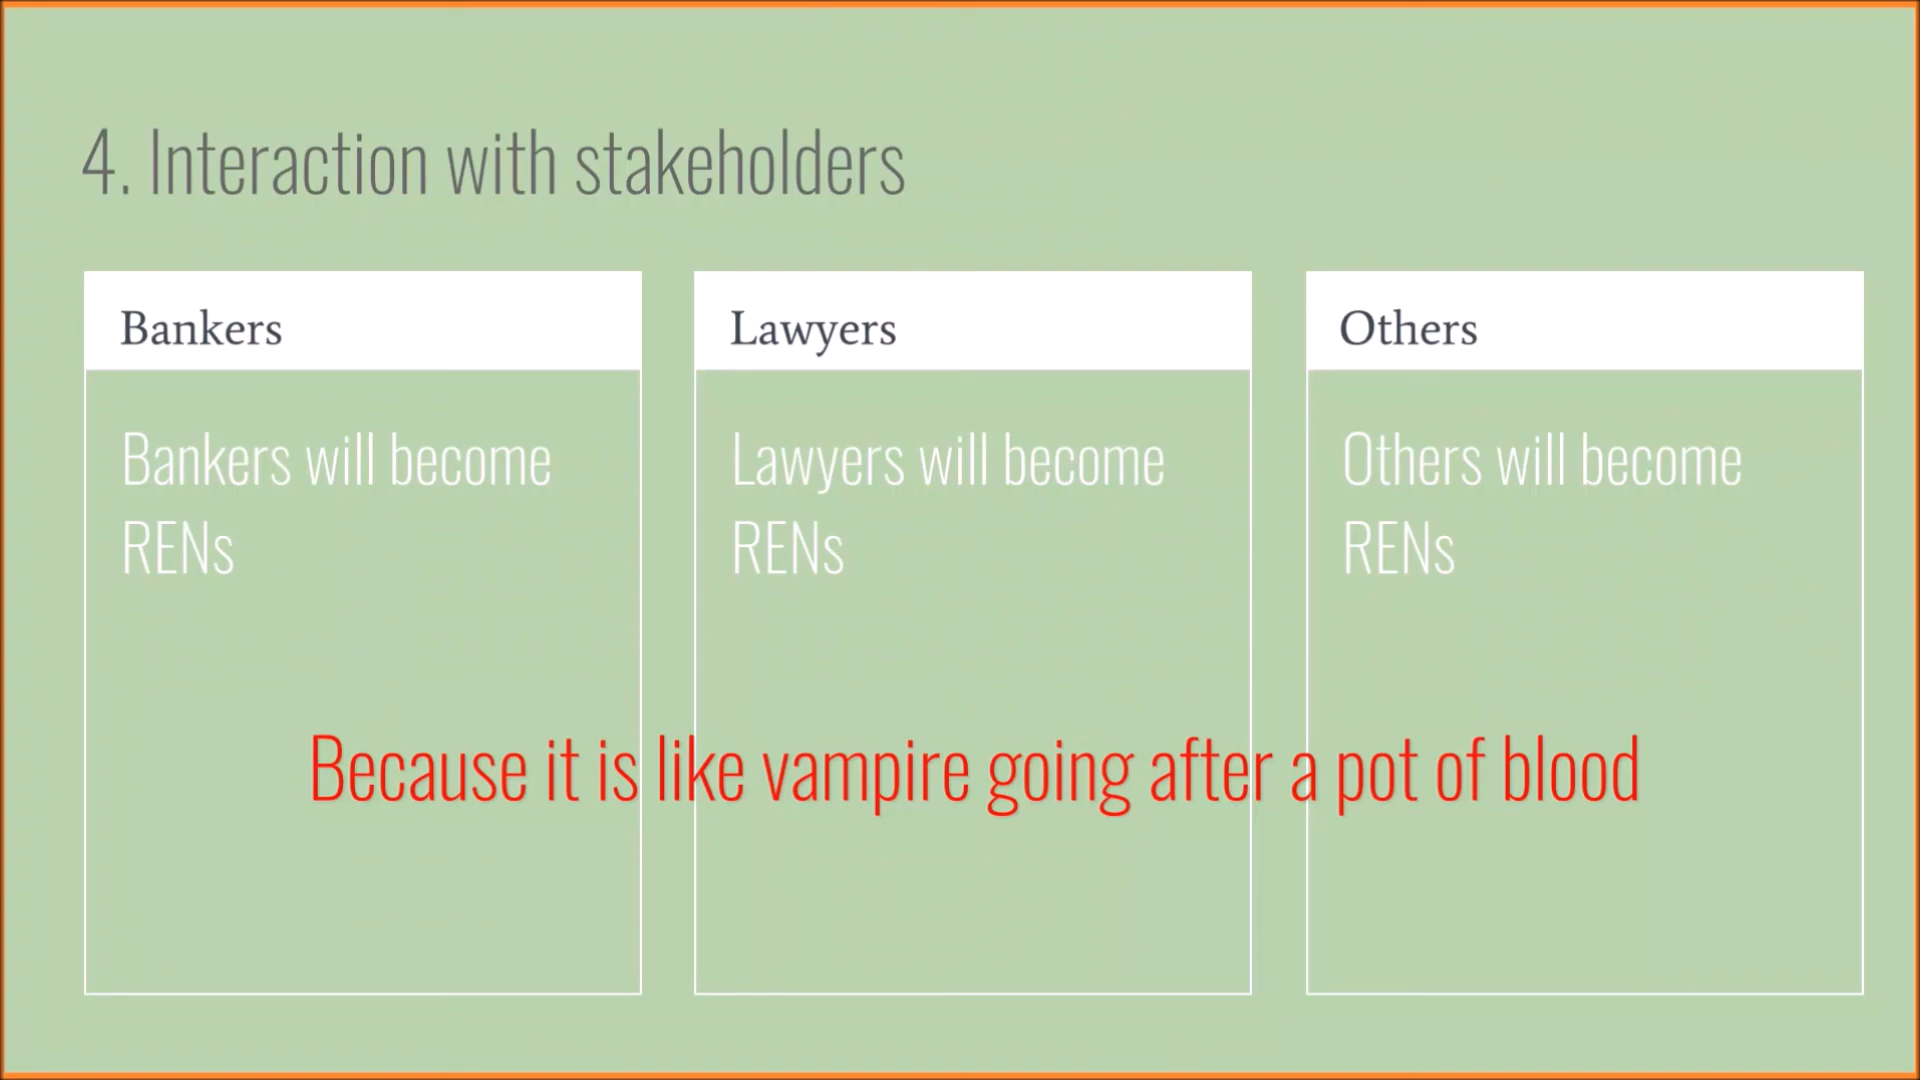 4. Interaction with stakeholders
Bankers
Bankers will become
RENs
Lawyers
Lawyers will become
RENs
Others
Others will become
RENs
Because it is like vampire going after a pot of blood